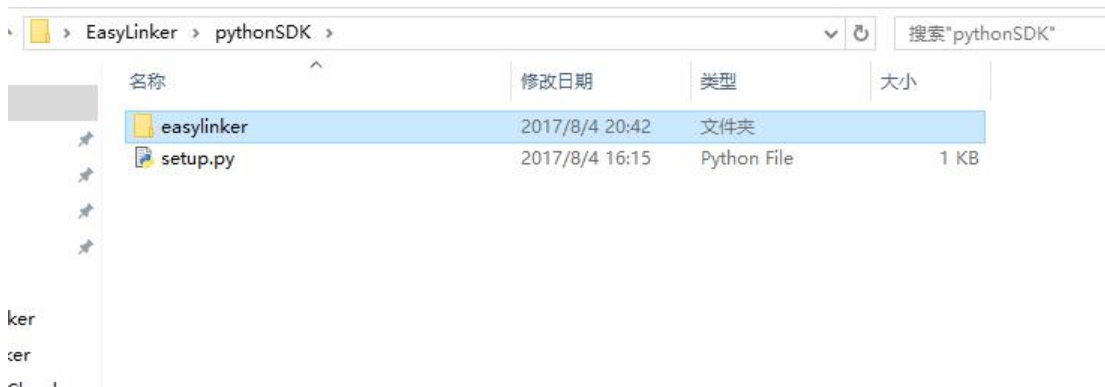 EasyLinker > pythonSDK >
搜索"pythonSDK"
名称 修改日期 类型 大小
easylinker 2017/8/4 20:42 文件夹
setup.py 2017/8/4 16:15 Python File 1 KB
ker